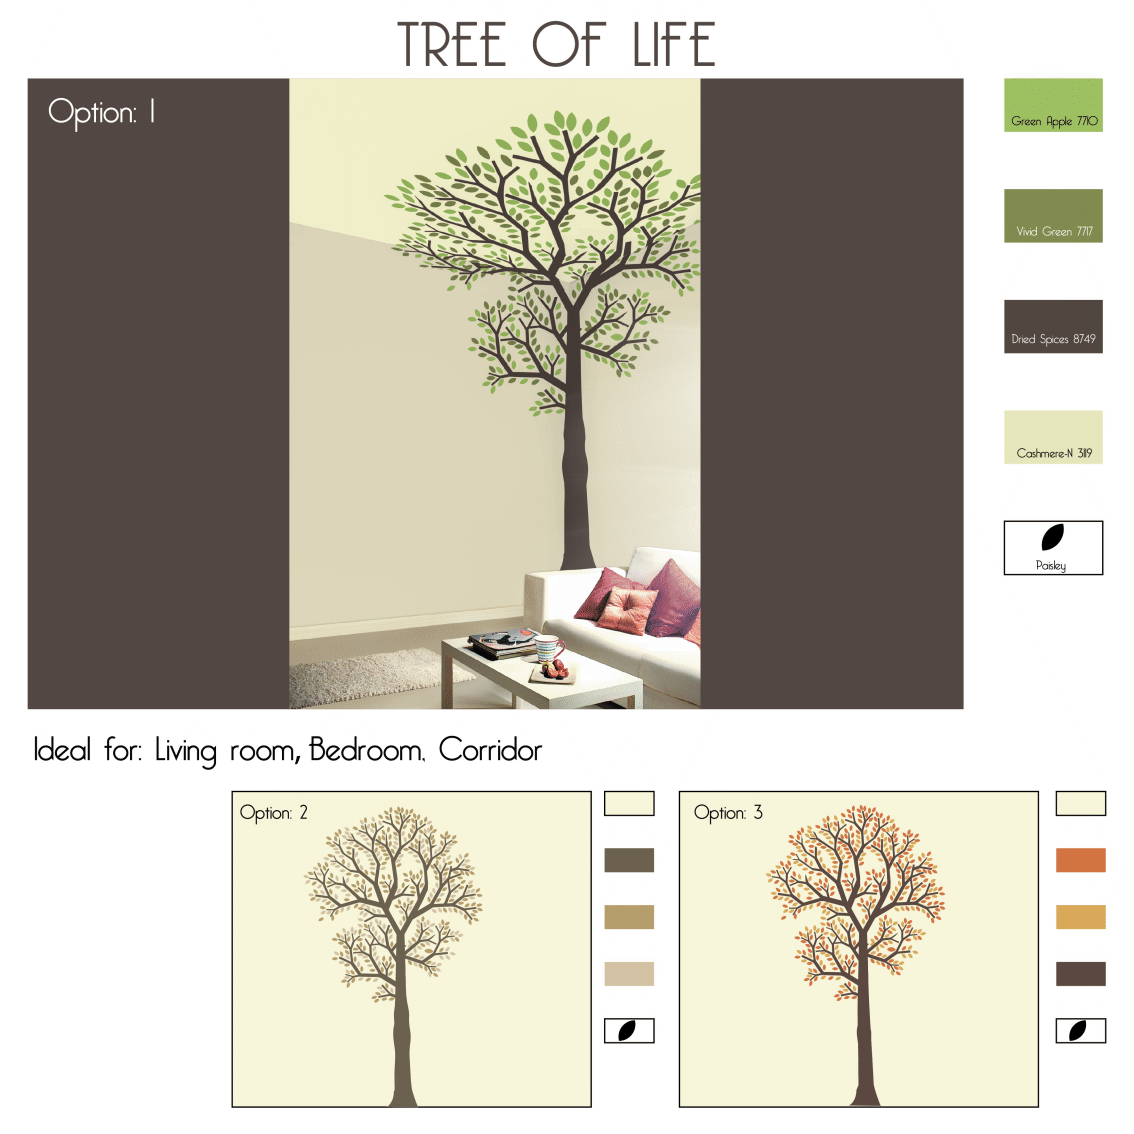 TREE OF LIFE
Option: 1
Green Apple 7710
Vivid Green 7717
Dried Spices 8749
Cashmere-N 3119
Paisley
Ideal for: Living room, Bedroom. Corridor
Option: 2
Option: 3